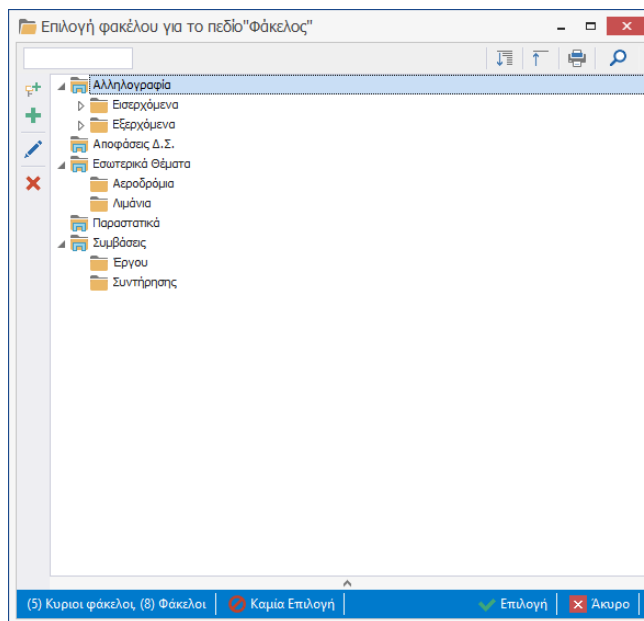 Επιλογή φακέλου για το πεδίο"Φάκελος"
Αλληλογραφία
Εισερχόμενα
Εξερχόμενα
Αποφάσεις Δ.Σ.
Εσωτερικά Θέματα
Αεροδρόμια
Λιμάνια
Παραστατικά
Συμβάσεις
Έργου
Συντήρησης
(5) Κυριοι φάκελοι, (8) Φάκελοι Καμία Επιλογή Επιλογή Άκυρο